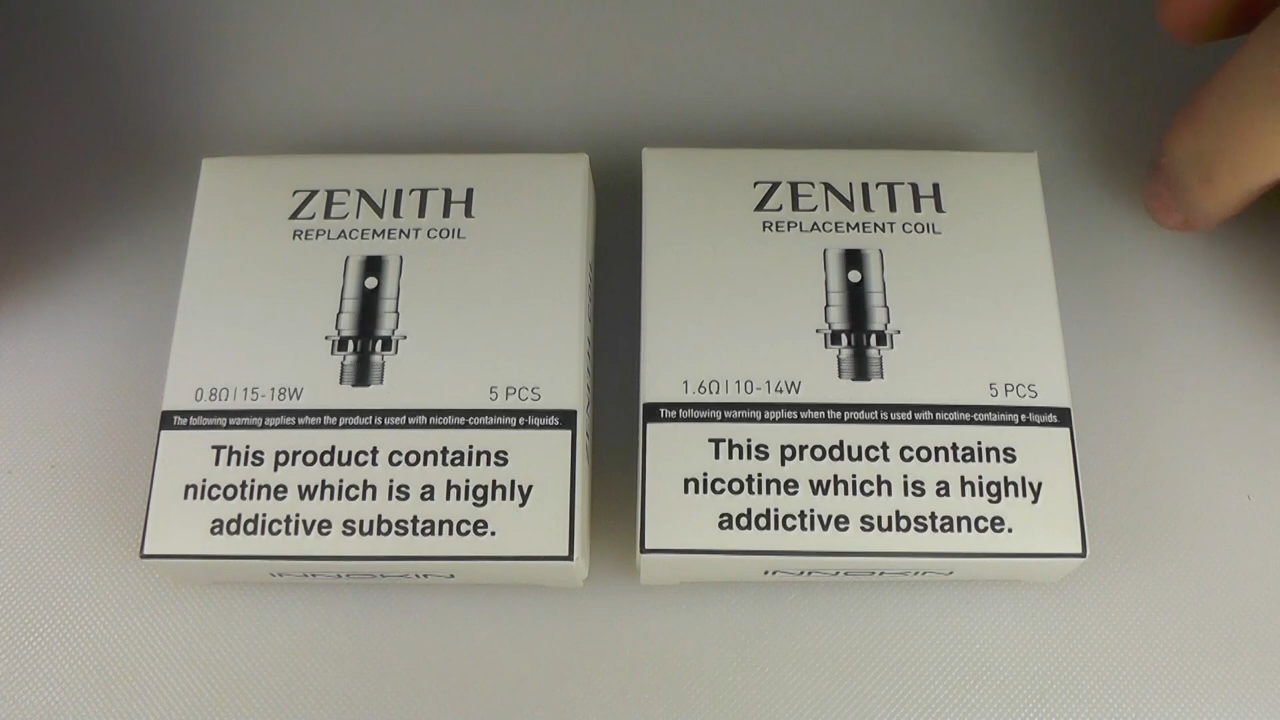 ZENITH
REPLACEMENT COIL
0.8Ω | 15-18W
5 PCS
The following warning applies when the product is used with nicotine-containing e-liquids.
This product contains
nicotine which is a highly
addictive substance.
INNOKIN
ZENITH
REPLACEMENT COIL
1.6Ω | 10-14W
5 PCS
The following warning applies when the product is used with nicotine-containing e-liquids.
This product contains
nicotine which is a highly
addictive substance.
INNOKIN